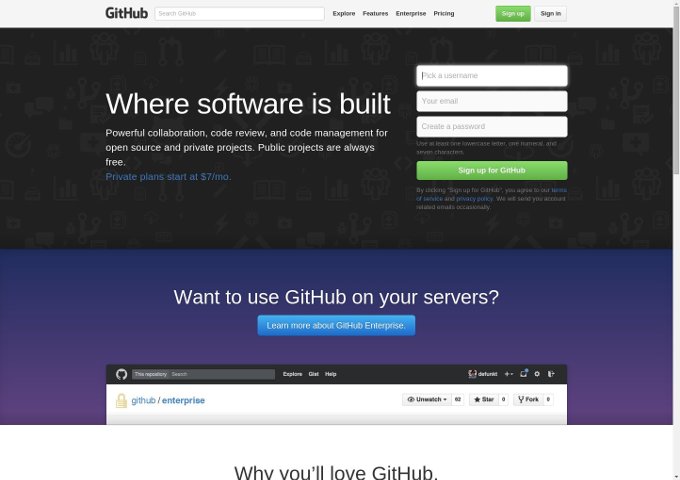 GitHub
Search GitHub
Explore Features Enterprise Pricing
Sign up
Sign in
Where software is built
Powerful collaboration, code review, and code management for
open source and private projects. Public projects are always
free.
Private plans start at $7/mo.
Pick a username
Your email
Create a password
Use at least one lowercase letter, one numeral, and
seven characters.
Sign up for GitHub
By clicking "Sign up for GitHub", you agree to our terms
of service and privacy policy. We will send you account
related emails occasionally.
Want to use GitHub on your servers?
Learn more about GitHub Enterprise.
This repository Search
Explore Gist Help
defunkt
github / enterprise
Unwatch 62
Star 0
Fork 0
Why you'll love GitHub.